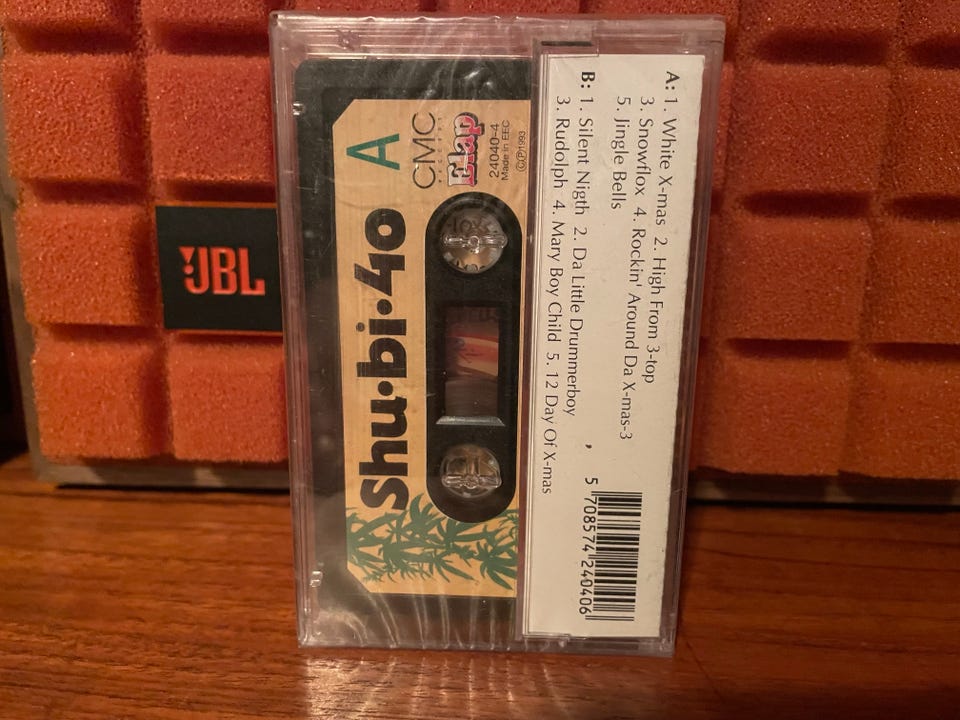 JBL
A
CMC
RECORDS
Flap
24040-4
Made in EEC
©℗1993
Shu•bi•40
A: 1. White X-mas 2. High From 3-top
3. Snowflox 4. Rockin' Around Da X-mas-3
5. Jingle Bells
B: 1. Silent Nigth 2. Da Little Drummerboy
3. Rudolph 4. Mary Boy Child 5. 12 Day Of X-mas
5 708574 240406